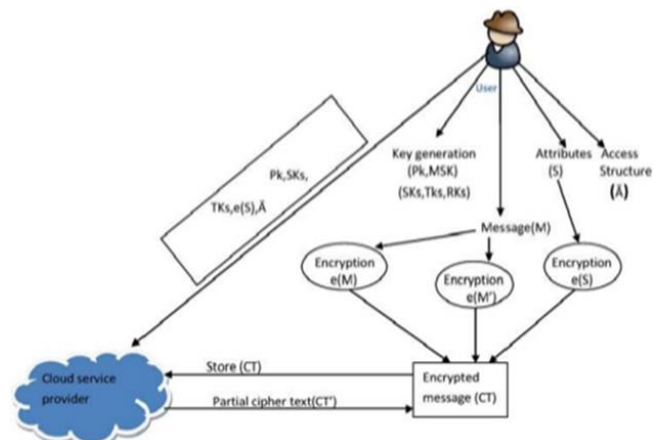 User
Key generation
(Pk,MSK)
(SKs,Tks,RKs)
Attributes
(S)
Access
Structure
(Å)
Pk,SKs,
TKs,e(S),Å
Message(M)
Encryption
e(M)
Encryption
e(M')
Encryption
e(S)
Cloud service
provider
Store (CT)
Partial cipher text(CT')
Encrypted
message (CT)